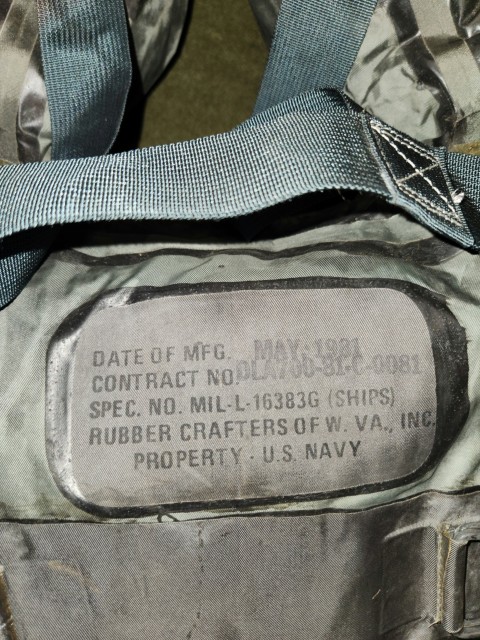 DATE OF MFG. MAY 1981
CONTRACT NO. DLA700-81-C-0081
SPEC. NO. MIL-L-16383G (SHIPS)
RUBBER CRAFTERS OF W. VA., INC.
PROPERTY - U.S. NAVY